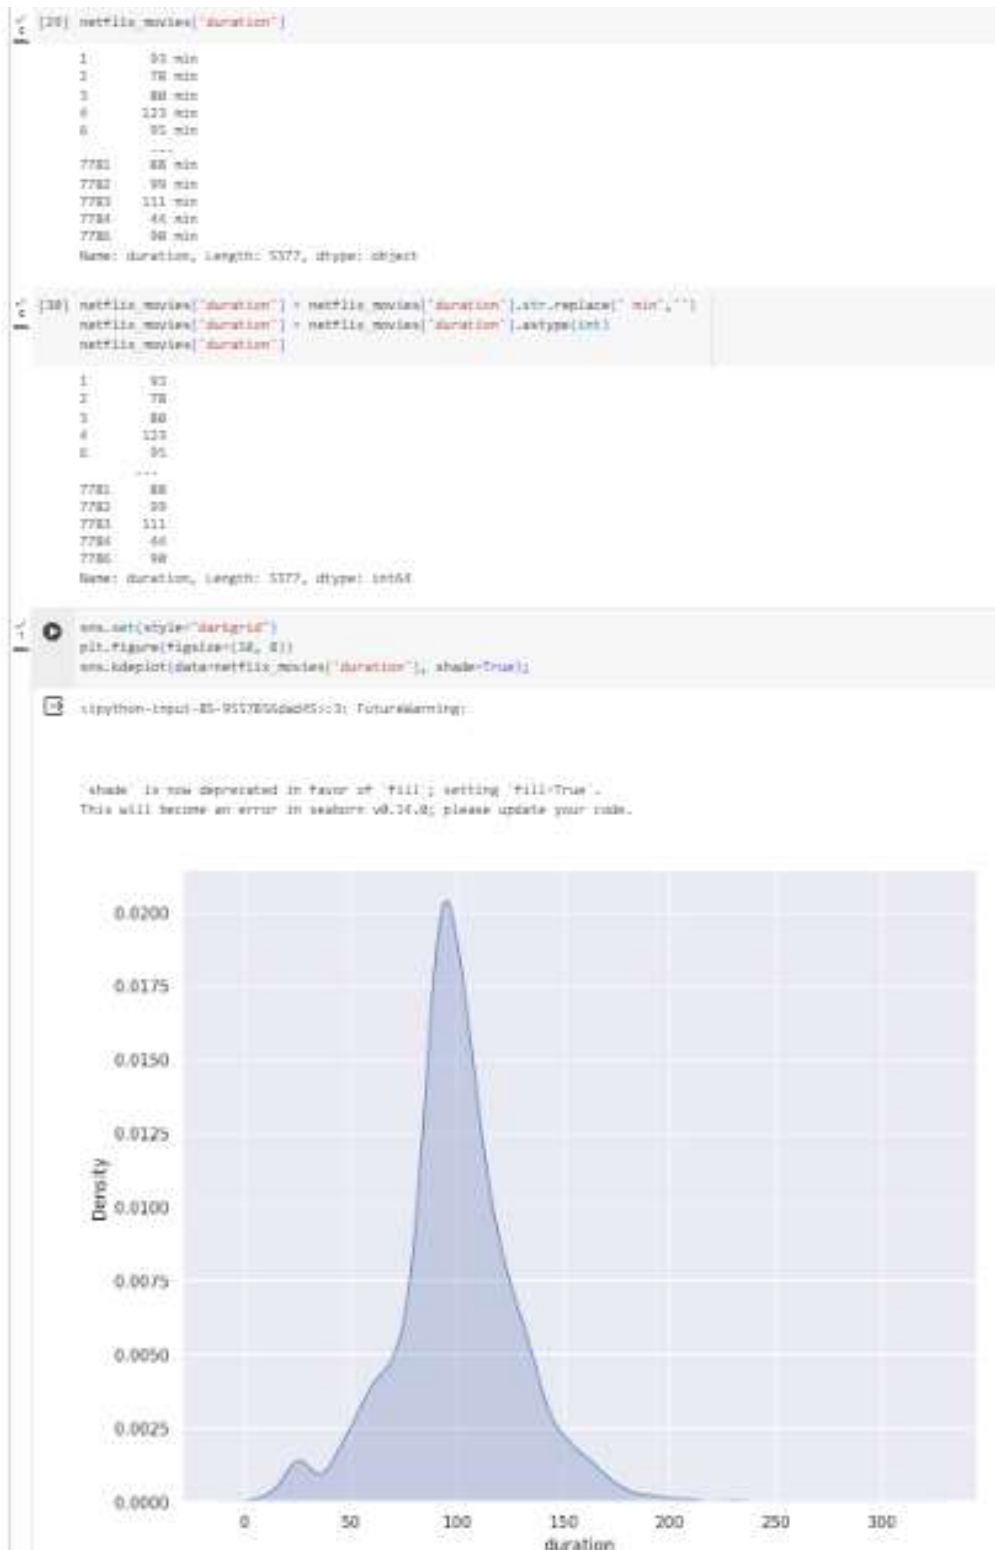 [29] netflix_movies["duration"]
1 93 min
2 78 min
3 80 min
4 123 min
6 95 min
...
7781 88 min
7782 99 min
7783 111 min
7784 44 min
7786 90 min
Name: duration, Length: 5377, dtype: object
[30] netflix_movies["duration"] = netflix_movies["duration"].str.replace(" min",'')
netflix_movies["duration"] = netflix_movies["duration"].astype(int)
netflix_movies["duration"]
1 93
2 78
3 80
4 123
6 95
...
7781 88
7782 99
7783 111
7784 44
7786 90
Name: duration, Length: 5377, dtype: int64
sns.set(style="darkgrid")
plt.figure(figsize=(10, 8))
sns.kdeplot(data=netflix_movies["duration"], shade=True);
FutureWarning:
`shade` is now deprecated in favor of `fill`; setting `fill=True`.
This will become an error in seaborn v0.14.0; please update your code.
0.0200
0.0175
0.0150
0.0125
0.0100
0.0075
0.0050
0.0025
0.0000
Density
0 50 100 150 200 250 300
duration